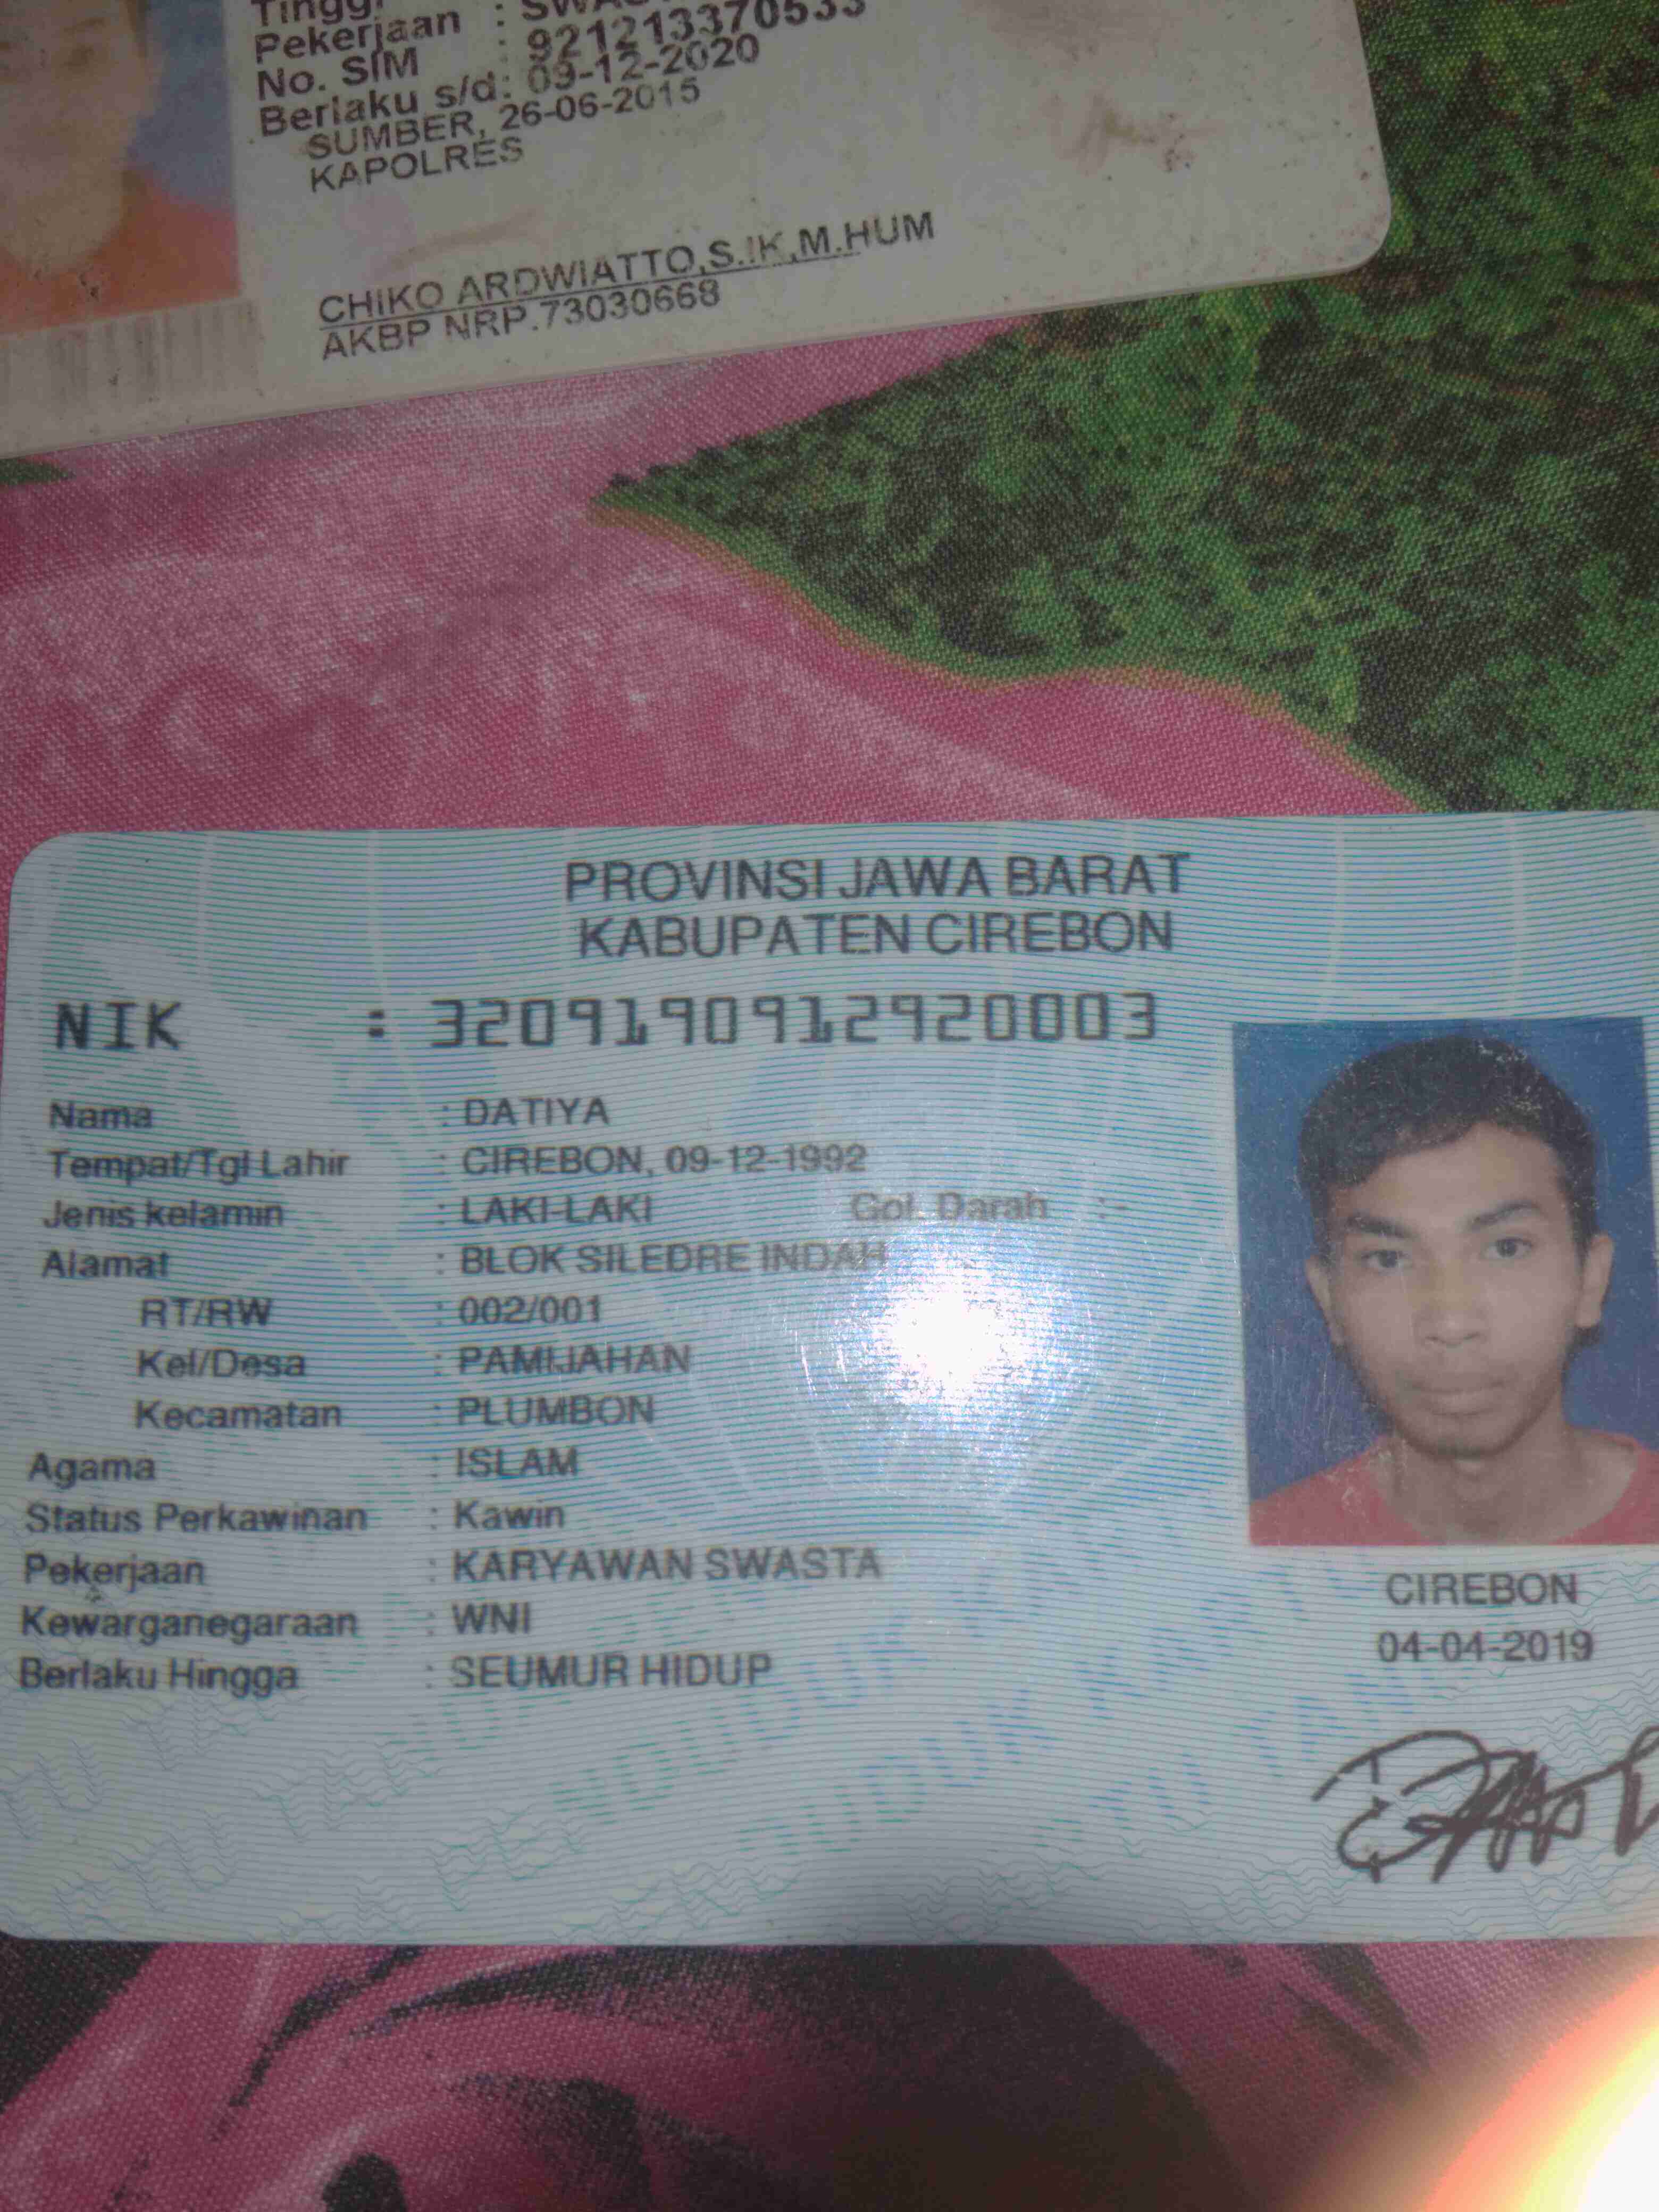 Tinggi
Pekerjaan :
No. SIM : 921213370533
Berlaku s/d: 09-12-2020
SUMBER, 26-06-2015
KAPOLRES
CHIKO ARDWIATTO,S.IK,M.HUM
AKBP NRP.73030668
PROVINSI JAWA BARAT
KABUPATEN CIREBON
NIK : 3209190912920003
Nama : DATIYA
Tempat/Tgl Lahir : CIREBON, 09-12-1992
Jenis kelamin : LAKI-LAKI Gol. Darah :-
Alamat : BLOK SILEDRE INDAH
RT/RW : 002/001
Kel/Desa : PAMIJAHAN
Kecamatan : PLUMBON
Agama : ISLAM
Status Perkawinan : Kawin
Pekerjaan : KARYAWAN SWASTA
Kewarganegaraan : WNI
Berlaku Hingga : SEUMUR HIDUP
CIREBON
04-04-2019